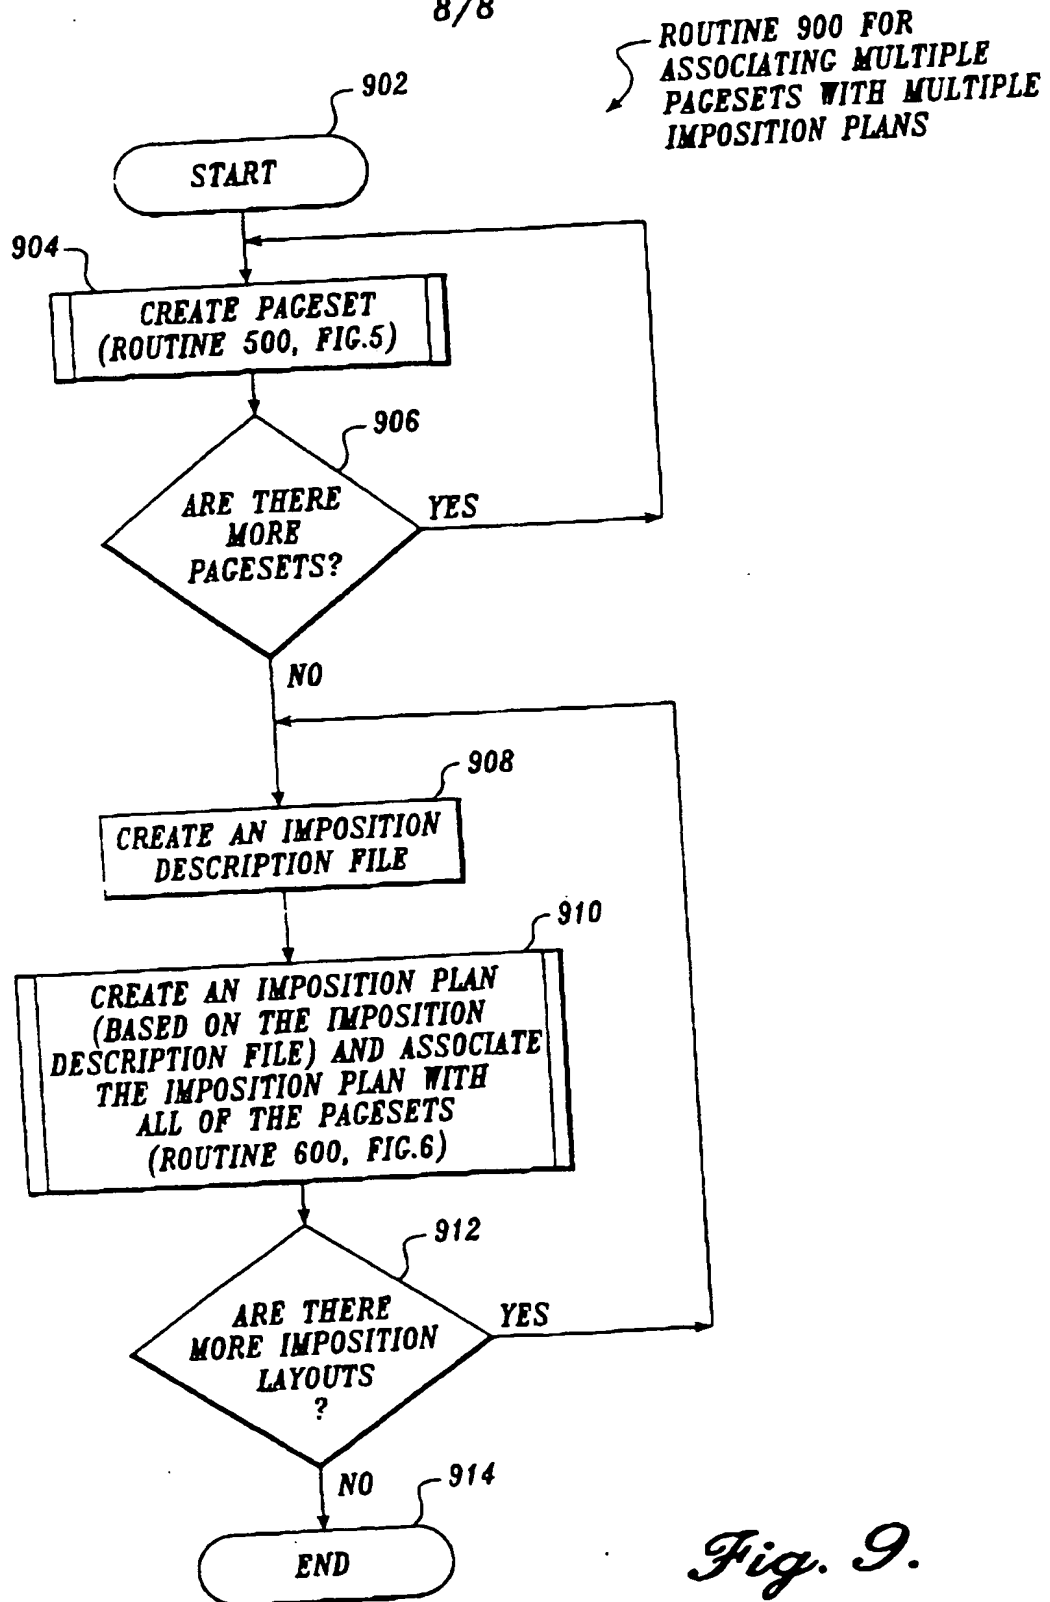 8/8
ROUTINE 900 FOR
ASSOCIATING MULTIPLE
PAGESETS WITH MULTIPLE
IMPOSITION PLANS
902
START
904
CREATE PAGESET
(ROUTINE 500, FIG.5)
906
ARE THERE
MORE
PAGESETS?
YES
NO
908
CREATE AN IMPOSITION
DESCRIPTION FILE
910
CREATE AN IMPOSITION PLAN
(BASED ON THE IMPOSITION
DESCRIPTION FILE) AND ASSOCIATE
THE IMPOSITION PLAN WITH
ALL OF THE PAGESETS
(ROUTINE 600, FIG.6)
912
ARE THERE
MORE IMPOSITION
LAYOUTS
?
YES
NO
914
END
Fig. 9.